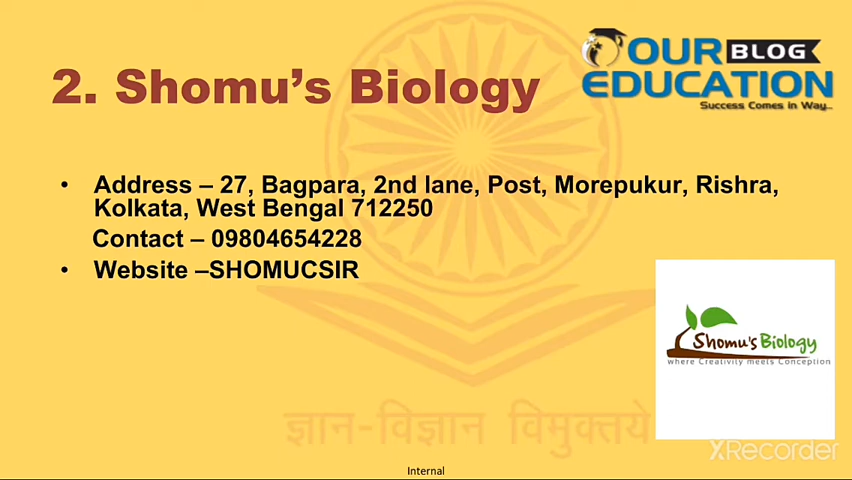 2. Shomu's Biology
OUR BLOG
EDUCATION
Success Comes in Way...
• Address – 27, Bagpara, 2nd lane, Post, Morepukur, Rishra,
Kolkata, West Bengal 712250
Contact – 09804654228
• Website –SHOMUCSIR
Shomu's Biology
where Creativity meets Conception
ज्ञान-विज्ञान विमुक्तये
XRecorder
Internal